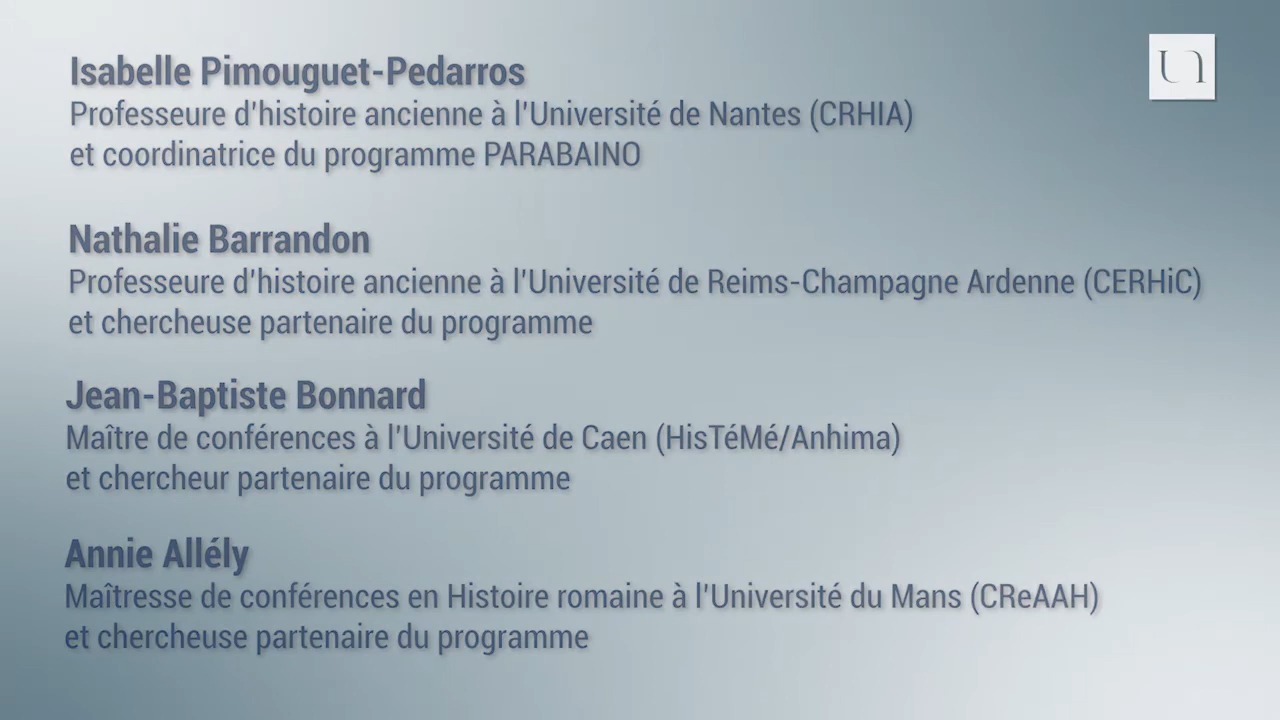 Isabelle Pimouguet-Pedarros
Professeure d'histoire ancienne à l'Université de Nantes (CRHIA)
et coordinatrice du programme PARABAINO
Nathalie Barrandon
Professeure d'histoire ancienne à l'Université de Reims-Champagne Ardenne (CERHiC)
et chercheuse partenaire du programme
Jean-Baptiste Bonnard
Maître de conférences à l'Université de Caen (HisTéMé/Anhima)
et chercheur partenaire du programme
Annie Allély
Maîtresse de conférences en Histoire romaine à l'Université du Mans (CReAAH)
et chercheuse partenaire du programme